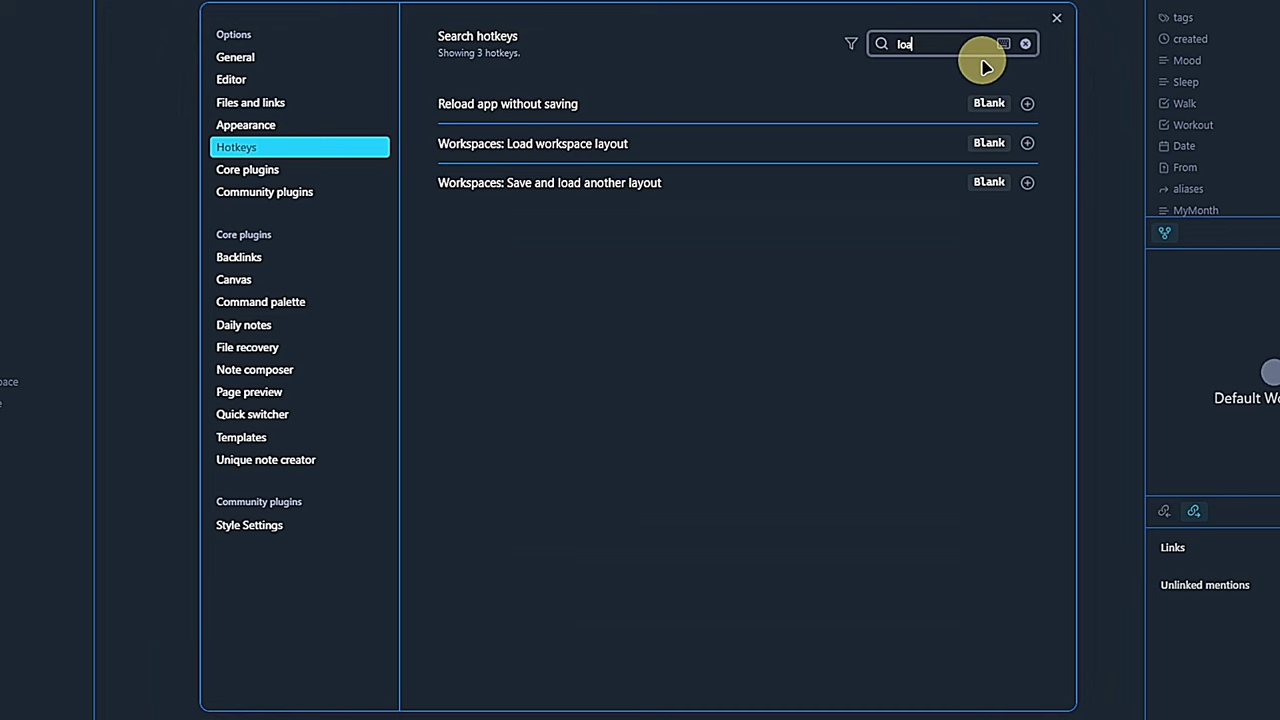 Options
General
Editor
Files and links
Appearance
Hotkeys
Core plugins
Community plugins
Core plugins
Backlinks
Canvas
Command palette
Daily notes
File recovery
Note composer
Page preview
Quick switcher
Templates
Unique note creator
Community plugins
Style Settings
Search hotkeys
Showing 3 hotkeys.
loa
Reload app without saving
Blank
Workspaces: Load workspace layout
Blank
Workspaces: Save and load another layout
Blank
tags
created
Mood
Sleep
Walk
Workout
Date
From
aliases
MyMonth
Default
Links
Unlinked mentions